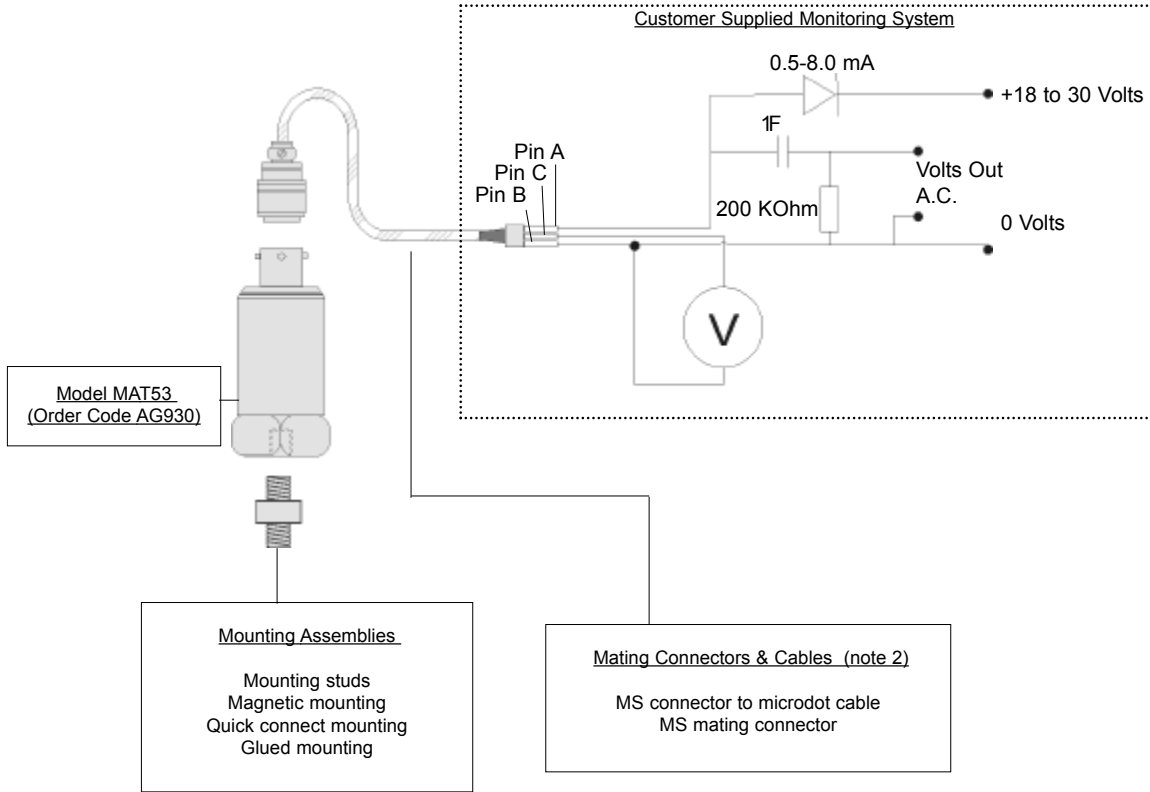 Customer Supplied Monitoring System
0.5-8.0 mA
+18 to 30 Volts
1F
Pin A
Pin C
Pin B
Volts Out
A.C.
200 KOhm
0 Volts
V
Model MAT53
(Order Code AG930)
Mounting Assemblies
Mounting studs
Magnetic mounting
Quick connect mounting
Glued mounting
Mating Connectors & Cables (note 2)
MS connector to microdot cable
MS mating connector